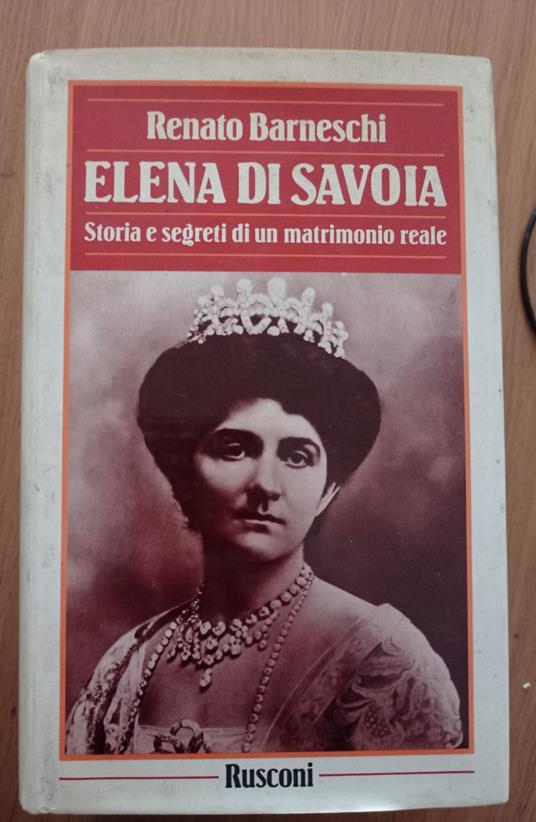 Renato Barneschi
ELENA DI SAVOIA
Storia e segreti di un matrimonio reale
Rusconi